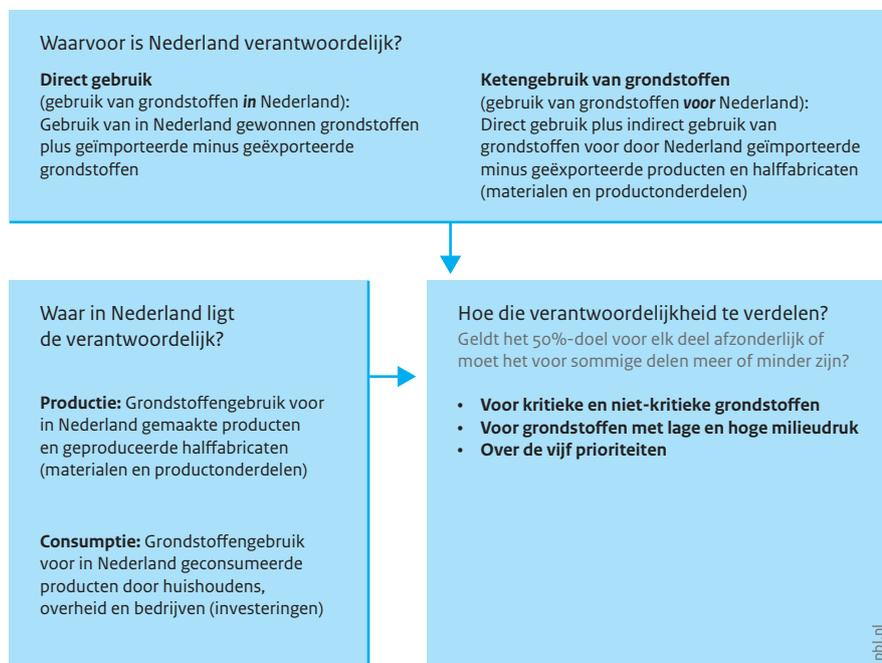 Waarvoor is Nederland verantwoordelijk?
Direct gebruik
(gebruik van grondstoffen in Nederland):
Gebruik van in Nederland gewonnen grondstoffen
plus geïmporteerde minus geëxporteerde
grondstoffen
Ketengebruik van grondstoffen
(gebruik van grondstoffen voor Nederland):
Direct gebruik plus indirect gebruik van
grondstoffen voor door Nederland geïmporteerde
minus geëxporteerde producten en halffabricaten
(materialen en productonderdelen)
Waar in Nederland ligt
de verantwoordelijk?
Productie: Grondstoffengebruik voor
in Nederland gemaakte producten
en geproduceerde halffabricaten
(materialen en productonderdelen)
Consumptie: Grondstoffengebruik
voor in Nederland geconsumeerde
producten door huishoudens,
overheid en bedrijven (investeringen)
Hoe die verantwoordelijkheid te verdelen?
Geldt het 50%-doel voor elk deel afzonderlijk of
moet het voor sommige delen meer of minder zijn?
• Voor kritieke en niet-kritieke grondstoffen
• Voor grondstoffen met lage en hoge milieudruk
• Over de vijf prioriteiten
pbl.nl